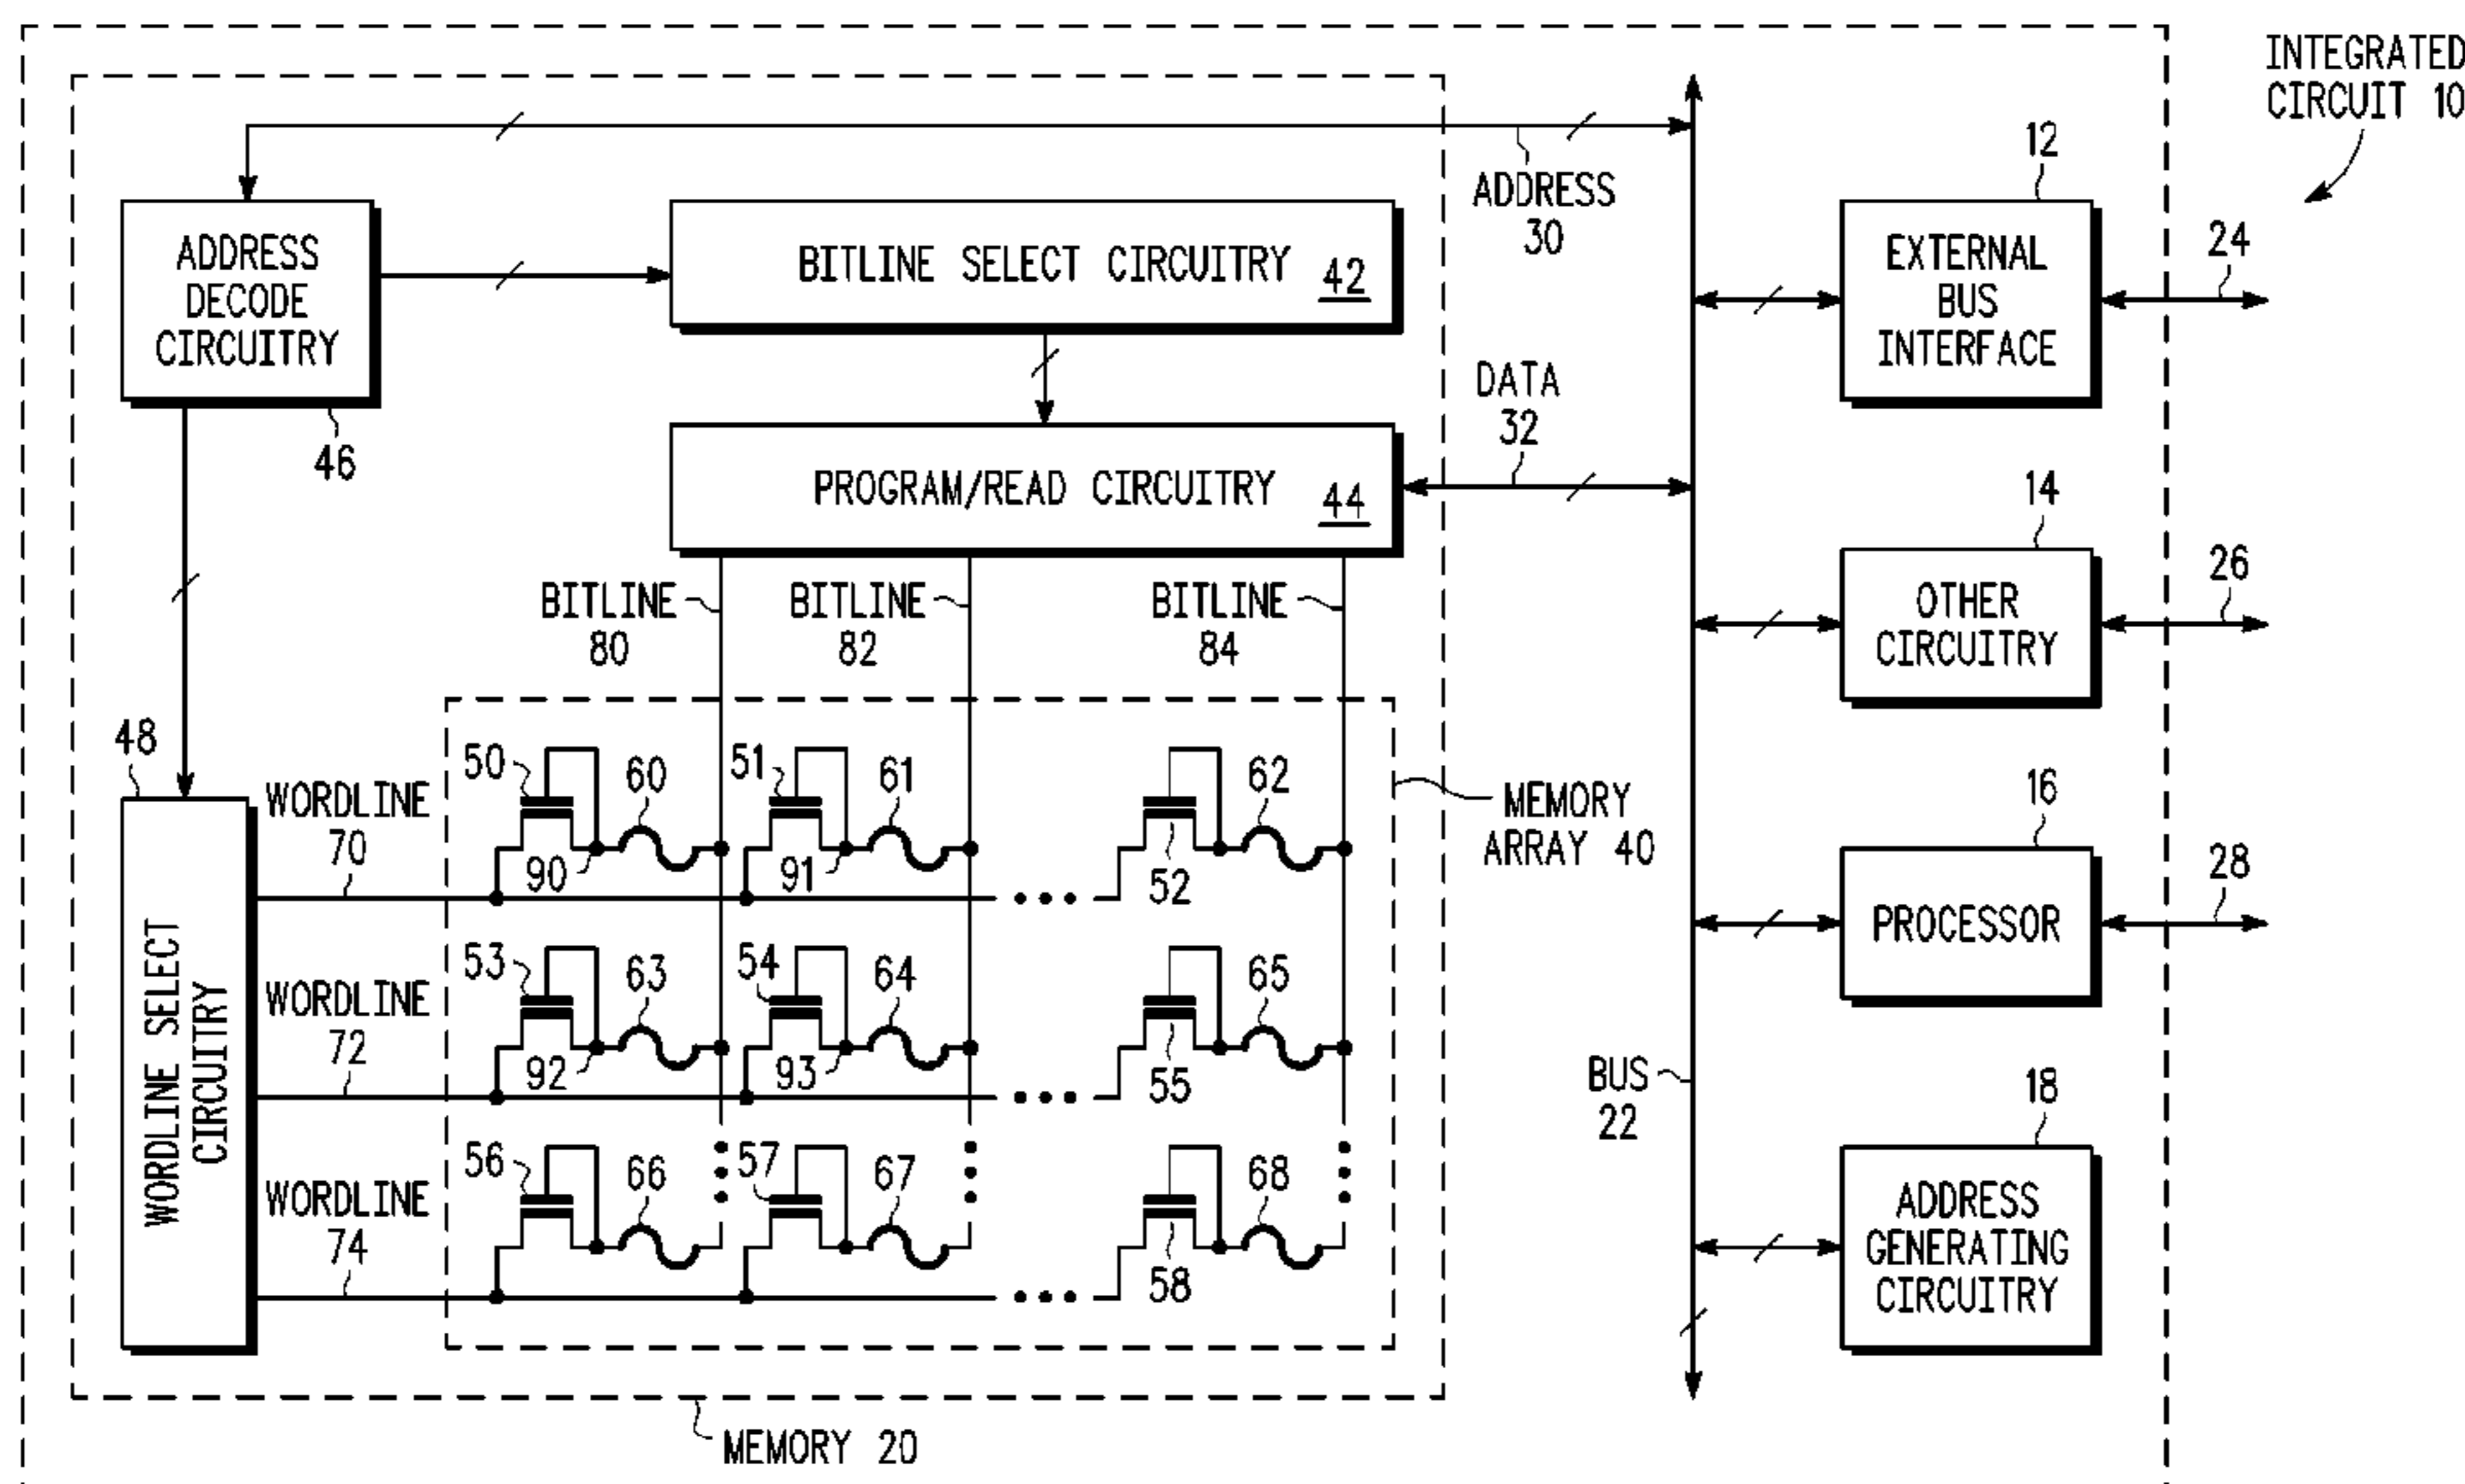 INTEGRATED
CIRCUIT 10
12
ADDRESS
30
ADDRESS
DECODE
CIRCUITRY
46
BITLINE SELECT CIRCUITRY 42
EXTERNAL
BUS
INTERFACE
24
DATA
32
PROGRAM/READ CIRCUITRY 44
14
OTHER
CIRCUITRY
26
BITLINE
80
BITLINE
82
BITLINE
84
48
WORDLINE SELECT
CIRCUITRY
WORDLINE
70
50
60
90
51
61
91
62
52
MEMORY
ARRAY 40
16
PROCESSOR
28
WORDLINE
72
53
63
92
54
64
93
65
55
BUS
22
18
ADDRESS
GENERATING
CIRCUITRY
WORDLINE
74
56
66
57
67
68
58
MEMORY 20